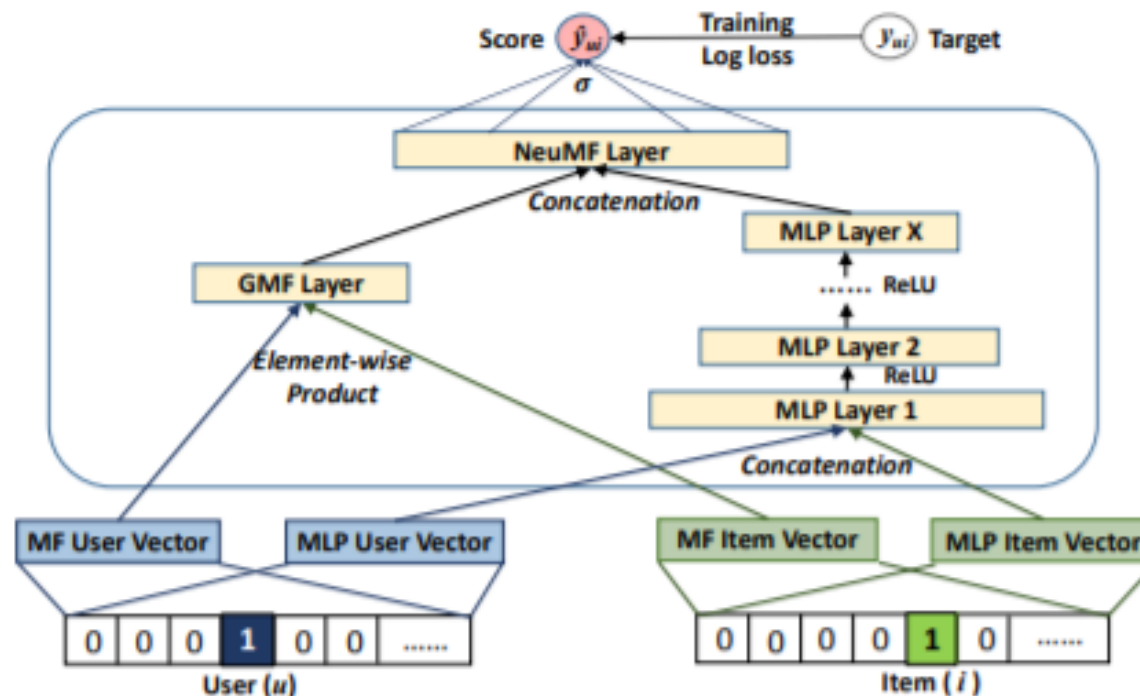 Score ŷui Training yui Target
Log loss
σ
NeuMF Layer
Concatenation
MLP Layer X
GMF Layer
...... ReLU
Element-wise
Product
MLP Layer 2
ReLU
MLP Layer 1
Concatenation
MF User Vector MLP User Vector MF Item Vector MLP Item Vector
0 0 0 1 0 0 ...... 0 0 0 0 1 0 ......
User (u) Item ( i )